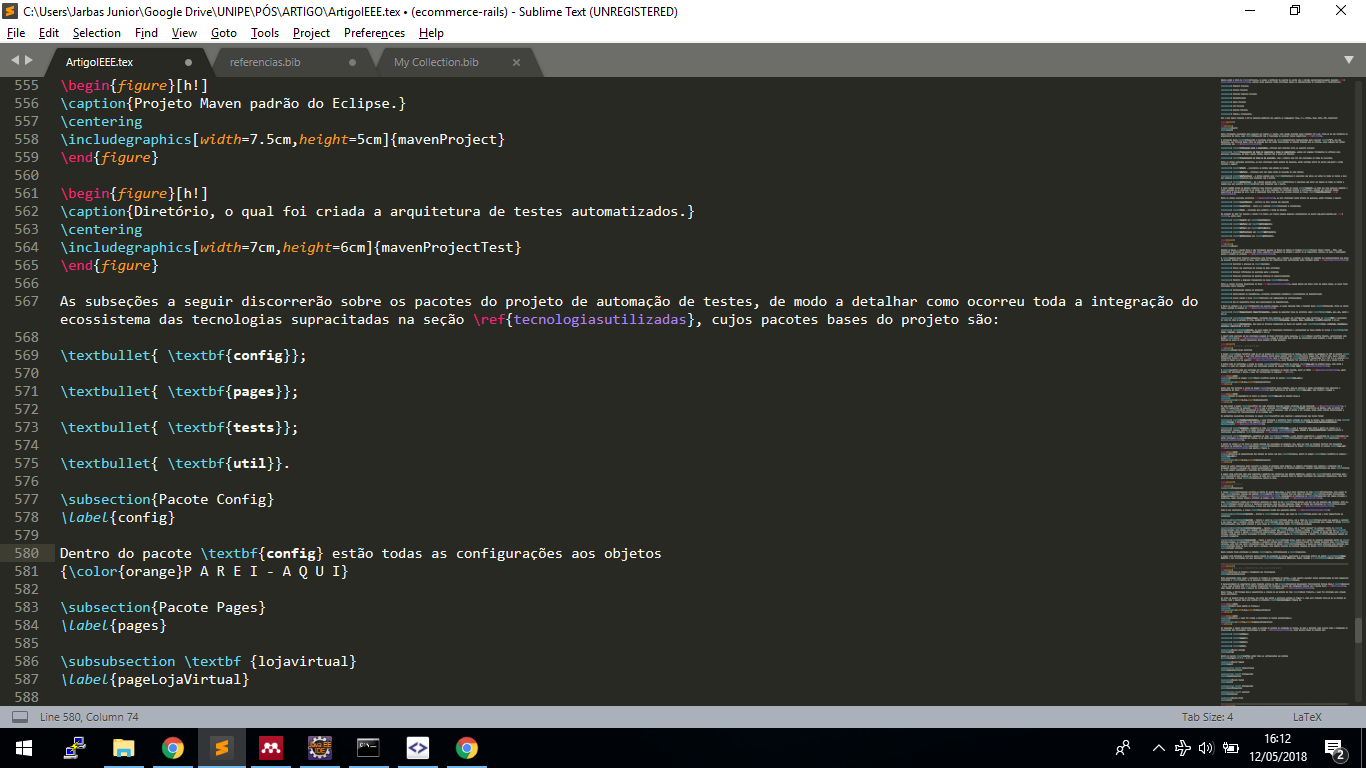 C:\Users\Jarbas Junior\Google Drive\UNIPE\PÓS\ARTIGO\ArtigoIEEE.tex • (ecommerce-rails) - Sublime Text (UNREGISTERED)
File Edit Selection Find View Goto Tools Project Preferences Help
ArtigoIEEE.tex referencias.bib My Collection.bib
555 \begin{figure}[h!]
556 \caption{Projeto Maven padrão do Eclipse.}
557 \centering
558 \includegraphics[width=7.5cm,height=5cm]{mavenProject}
559 \end{figure}
560
561 \begin{figure}[h!]
562 \caption{Diretório, o qual foi criada a arquitetura de testes automatizados.}
563 \centering
564 \includegraphics[width=7cm,height=6cm]{mavenProjectTest}
565 \end{figure}
566
567 As subseções a seguir discorrerão sobre os pacotes do projeto de automação de testes, de modo a detalhar como ocorreu toda a integração do
ecossistema das tecnologias supracitadas na seção \ref{tecnologiasutilizadas}, cujos pacotes bases do projeto são:
568
569 \textbullet{ \textbf{config}};
570
571 \textbullet{ \textbf{pages}};
572
573 \textbullet{ \textbf{tests}};
574
575 \textbullet{ \textbf{util}}.
576
577 \subsection{Pacote Config}
578 \label{config}
579
580 Dentro do pacote \textbf{config} estão todas as configurações aos objetos
581 {\color{orange}P A R E I - A Q U I}
582
583 \subsection{Pacote Pages}
584 \label{pages}
585
586 \subsubsection \textbf {lojavirtual}
587 \label{pageLojaVirtual}
588
Line 580, Column 74 Tab Size: 4 LaTeX
16:12
12/05/2018
2